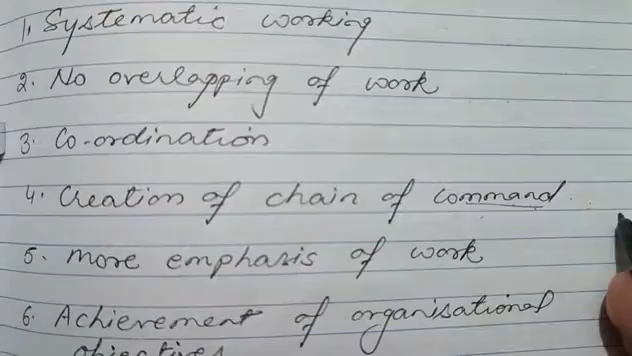 1, Systematic working
2. No overlapping of work
3. Co-ordination
4. Creation of chain of command
5. More emphasis of work
6. Achievement of organisational
objectives